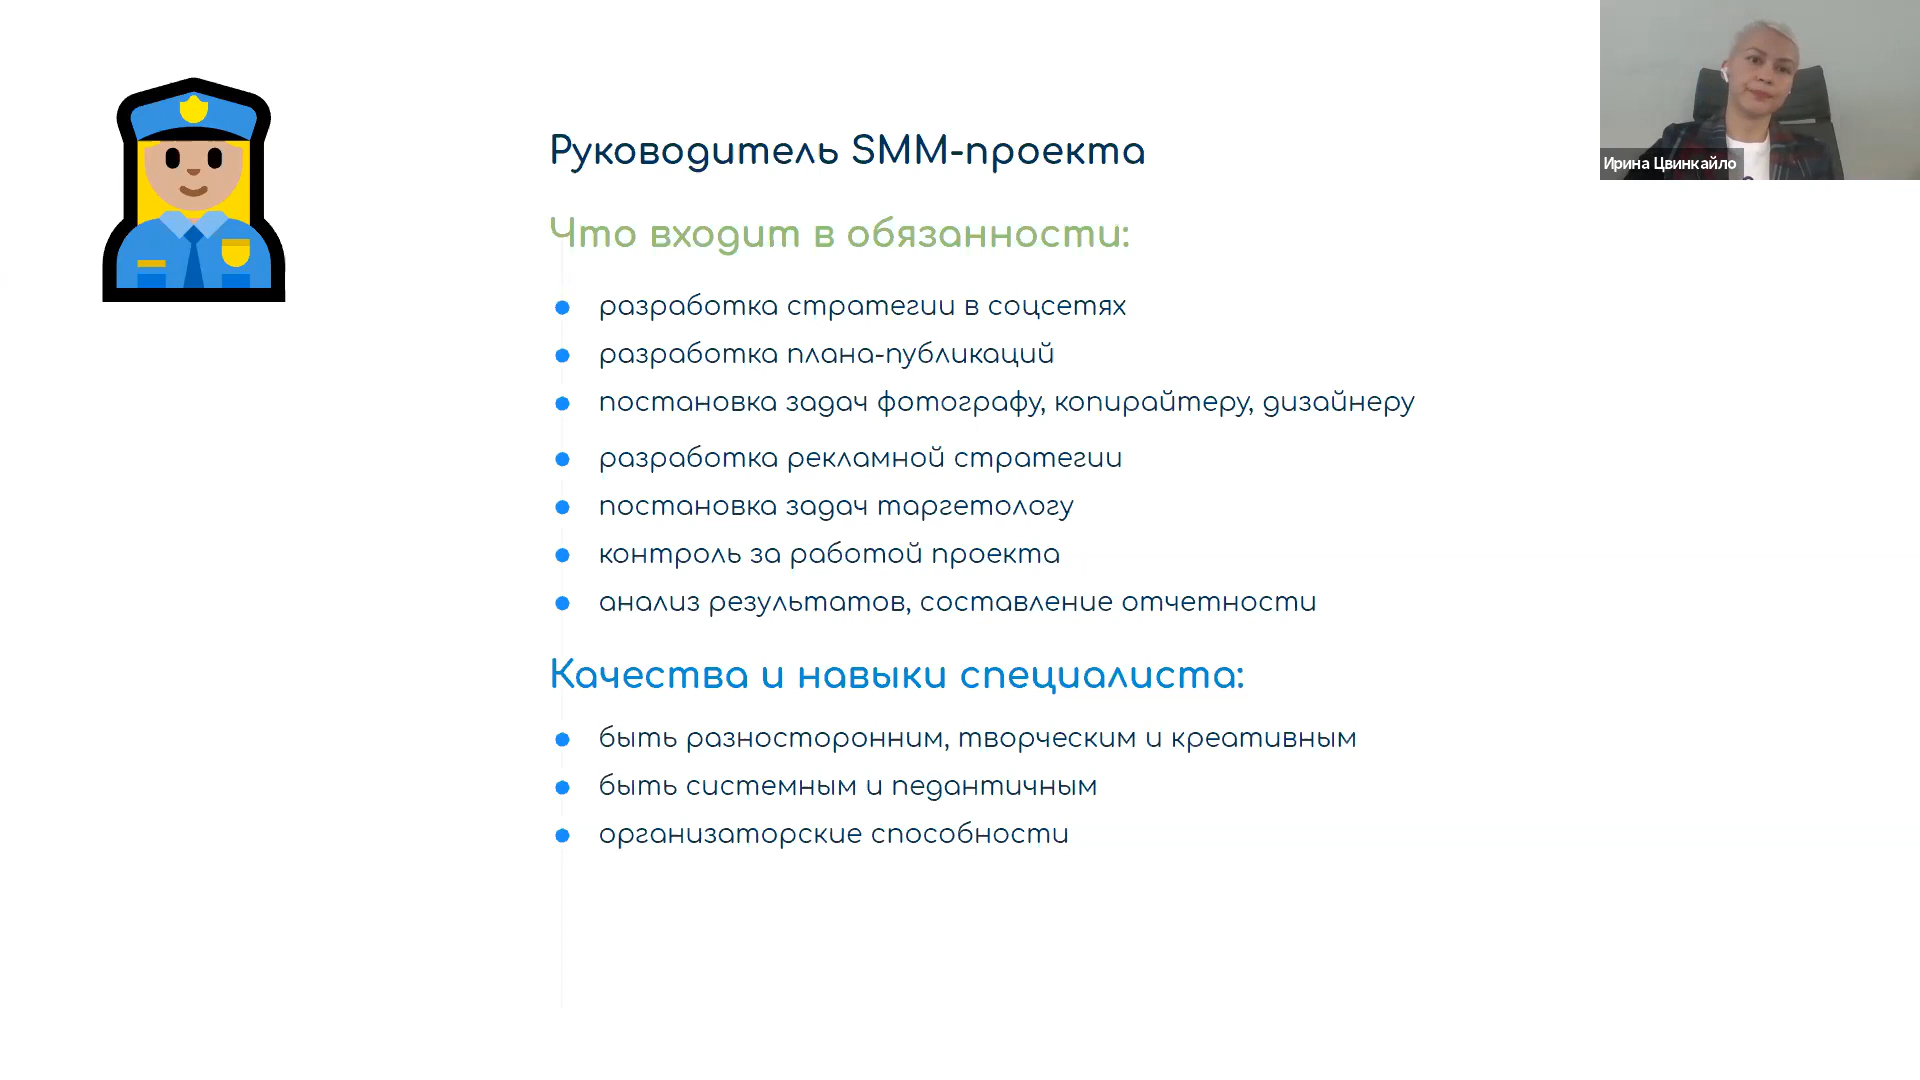 Руководитель SMM-проекта
Ирина Цвинкайло
Что входит в обязанности:
разработка стратегии в соцсетях
разработка плана-публикаций
постановка задач фотографу, копирайтеру, дизайнеру
разработка рекламной стратегии
постановка задач таргетологу
контроль за работой проекта
анализ результатов, составление отчетности
Качества и навыки специалиста:
быть разносторонним, творческим и креативным
быть системным и педантичным
организаторские способности